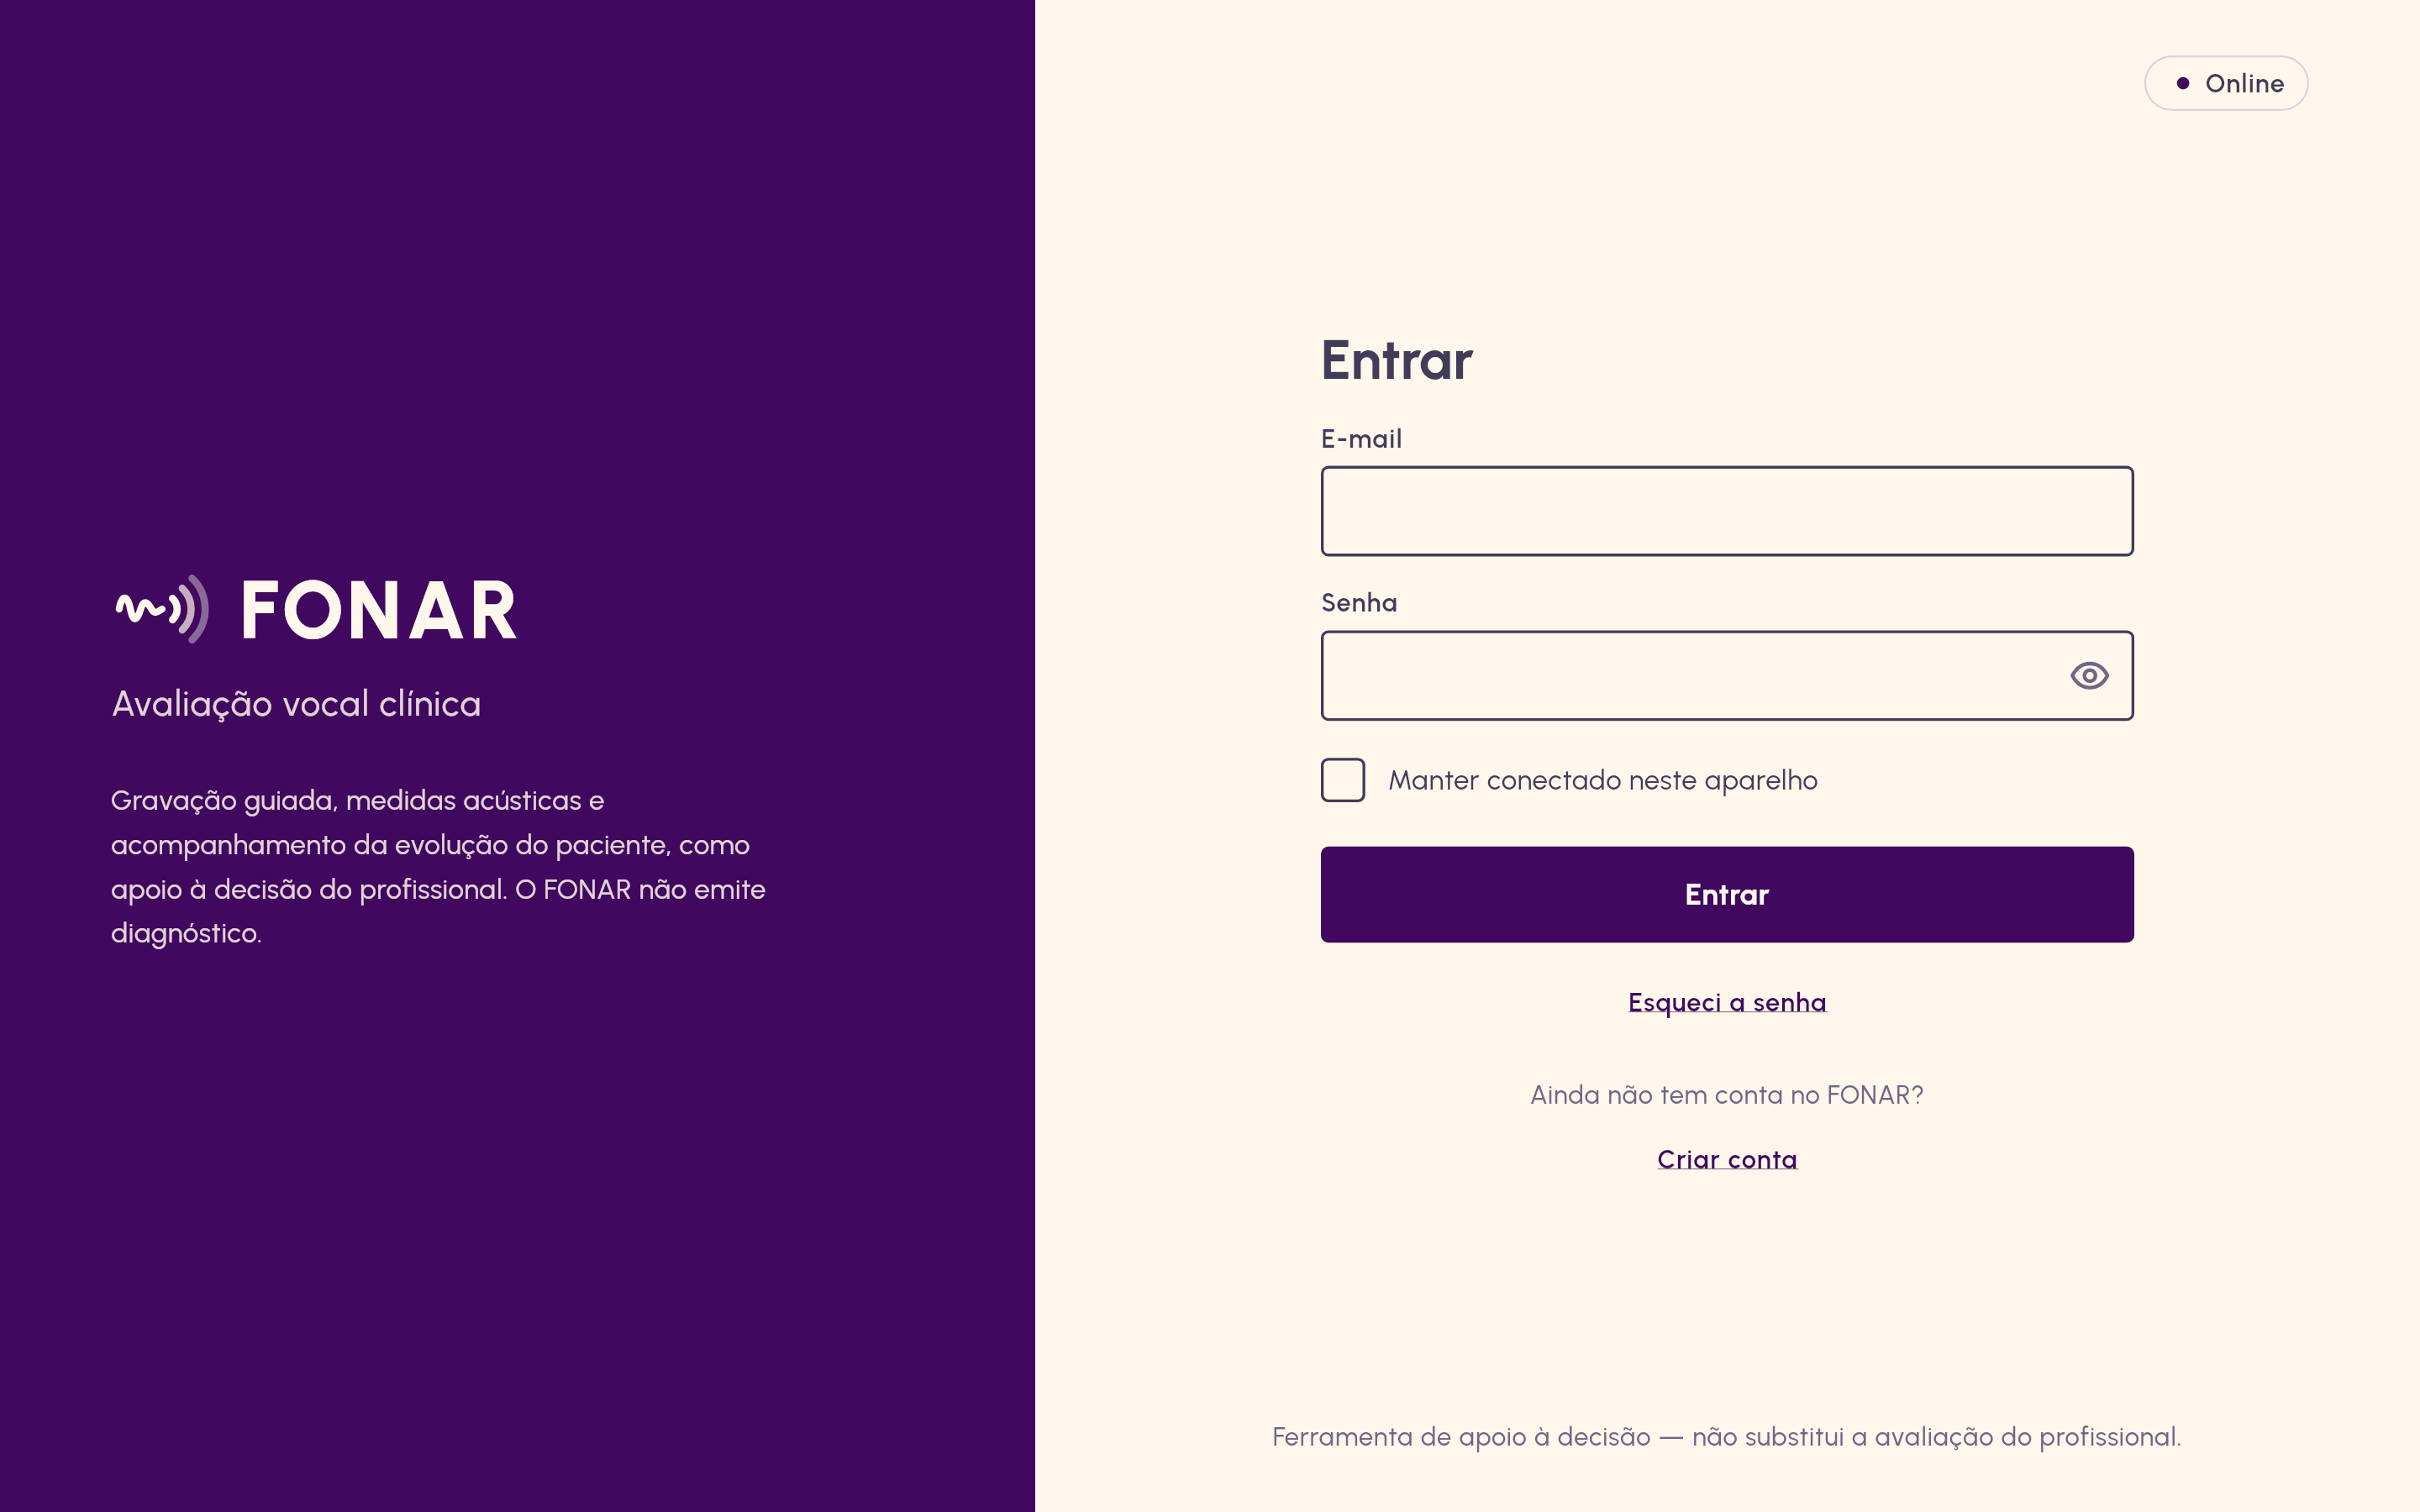 FONAR
Avaliação vocal clínica
Gravação guiada, medidas acústicas e
acompanhamento da evolução do paciente, como
apoio à decisão do profissional. O FONAR não emite
diagnóstico.
Online
Entrar
E-mail
Senha
Manter conectado neste aparelho
Entrar
Esqueci a senha
Ainda não tem conta no FONAR?
Criar conta
Ferramenta de apoio à decisão — não substitui a avaliação do profissional.